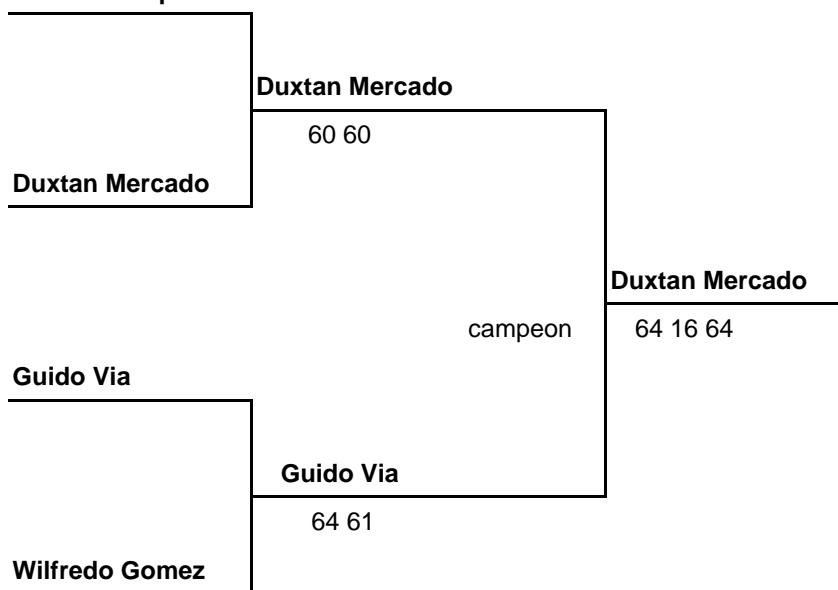 Duxtan Mercado
60 60
Duxtan Mercado
Duxtan Mercado
campeon 64 16 64
Guido Via
Guido Via
64 61
Wilfredo Gomez